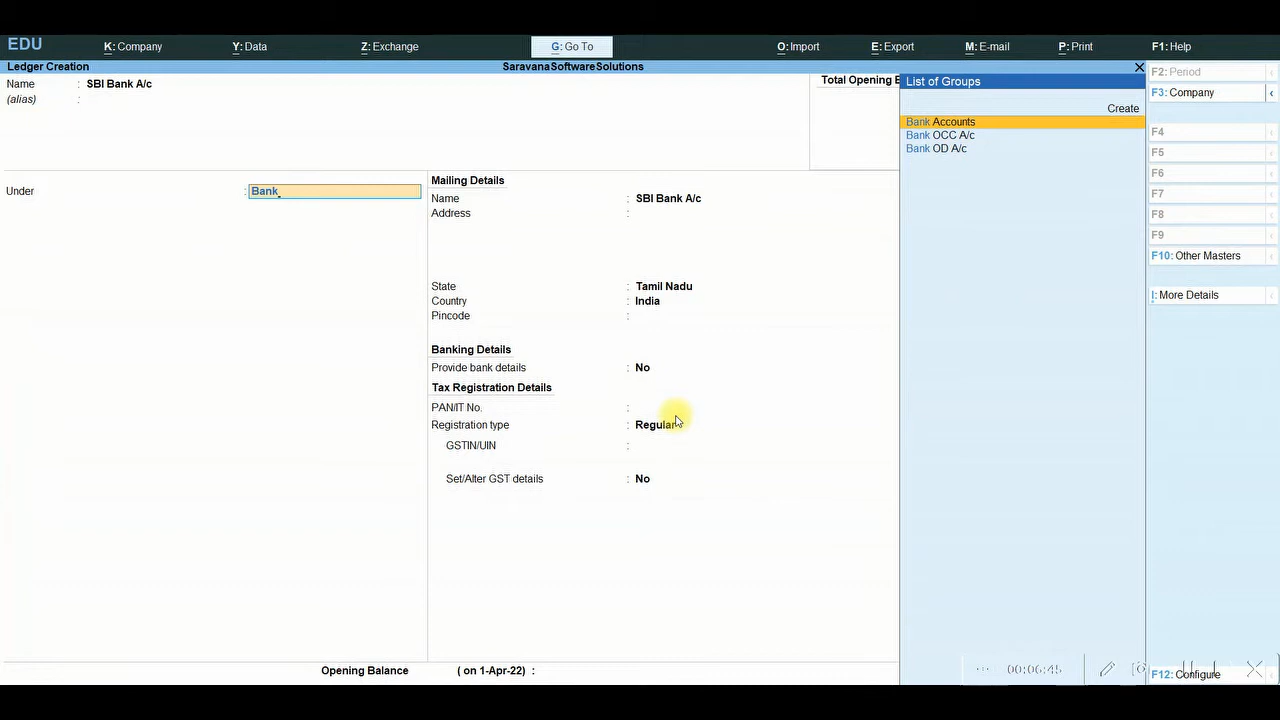 EDU K: Company Y: Data Z: Exchange G: Go To O: Import E: Export M: E-mail P: Print F1: Help
Ledger Creation SaravanaSoftwareSolutions
Name : SBI Bank A/c
(alias) :
Total Opening
List of Groups
Create
Bank Accounts
Bank OCC A/c
Bank OD A/c
Under : Bank
Mailing Details
Name : SBI Bank A/c
Address :
State : Tamil Nadu
Country : India
Pincode :
Banking Details
Provide bank details : No
Tax Registration Details
PAN/IT No. :
Registration type : Regular
GSTIN/UIN :
Set/Alter GST details : No
Opening Balance ( on 1-Apr-22) :
F2: Period
F3: Company
F4
F5
F6
F7
F8
F9
F10: Other Masters
I: More Details
F12: Configure
00:06:45